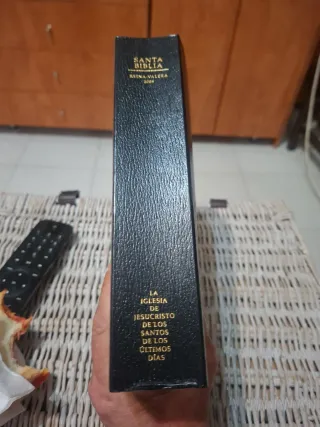 SANTA
BIBLIA
REINA-VALERA
2009
LA
IGLESIA
DE
JESUCRISTO
DE LOS
SANTOS
DE LOS
ÚLTIMOS
DÍAS